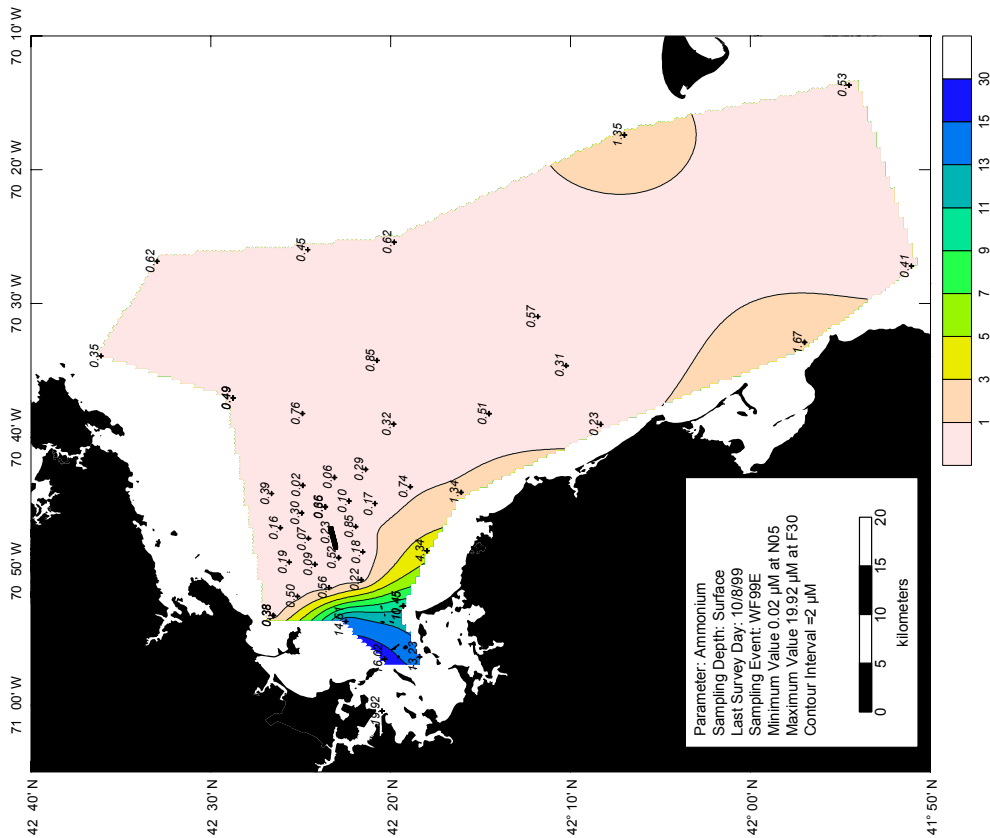 70 10' W
70 20' W
70 30' W
70 40' W
70 50' W
71 00' W
42 40' N
42 30' N
42 20' N
42° 10' N
42° 00' N
41° 50' N
0.35
0.62
0.45
0.62
1.35
0.53
0.41
1.67
0.57
0.31
0.23
0.51
0.85
0.32
0.76
0.49
0.39
0.02
0.06
0.29
0.74
1.34
0.16
0.30
0.10
0.17
0.07
0.23
0.85
0.19
0.09
0.52
0.18
0.50
0.56
0.22
4.34
0.38
10.45
13.23
19.92
Parameter: Ammonium
Sampling Depth: Surface
Last Survey Day: 10/8/99
Sampling Event: WF99E
Minimum Value 0.02 µM at N05
Maximum Value 19.92 µM at F30
Contour Interval =2 µM
0 5 10 15 20
kilometers
1 3 5 7 9 11 13 15 30